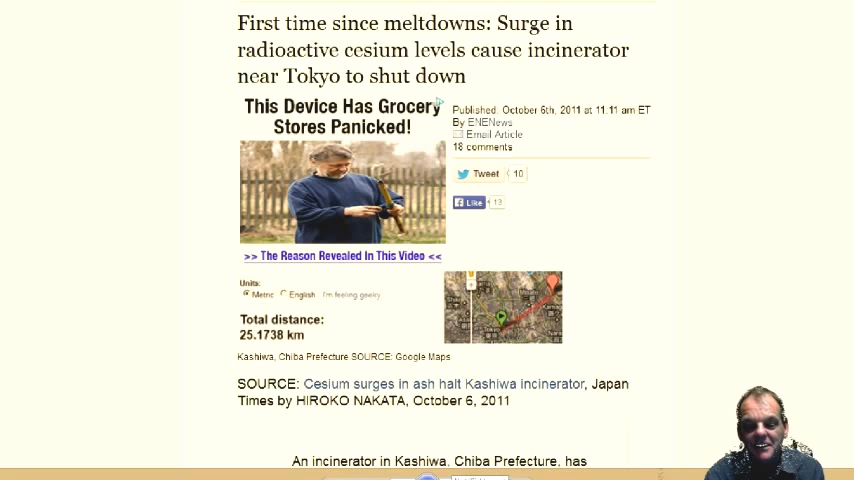 First time since meltdowns: Surge in
radioactive cesium levels cause incinerator
near Tokyo to shut down
This Device Has Grocery
Stores Panicked!
Published: October 6th, 2011 at 11:11 am ET
By ENENews
Email Article
18 comments
Tweet 10
Like 13
>> The Reason Revealed In This Video <<
Units:
Metric English I'm feeling geeky
Total distance:
25.1738 km
Tokyo
Kashiwa, Chiba Prefecture SOURCE: Google Maps
SOURCE: Cesium surges in ash halt Kashiwa incinerator, Japan
Times by HIROKO NAKATA, October 6, 2011
An incinerator in Kashiwa, Chiba Prefecture, has